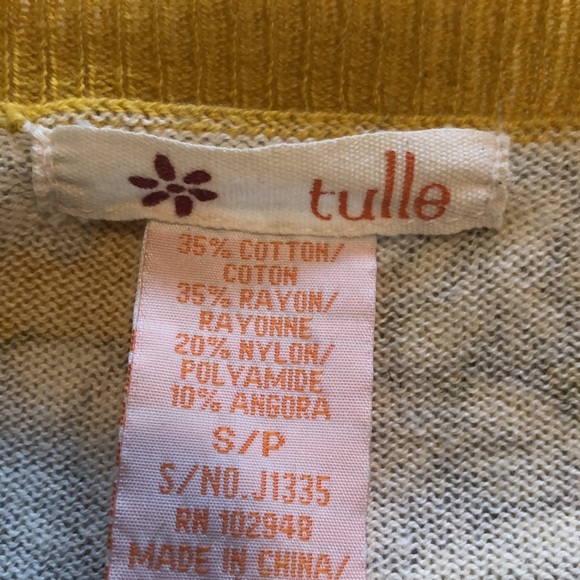 tulle
35% COTTON/
COTON
35% RAYON/
RAYONNE
20% NYLON/
POLYAMIDE
10% ANGORA
S/P
S/NO.J1335
RN 102948
MADE IN CHINA/